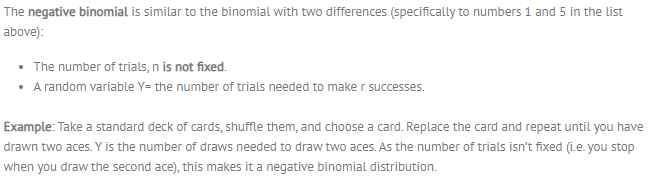 The negative binomial is similar to the binomial with two differences (specifically to numbers 1 and 5 in the list
above):
• The number of trials, n is not fixed.
• A random variable Y= the number of trials needed to make r successes.
Example: Take a standard deck of cards, shuffle them, and choose a card. Replace the card and repeat until you have
drawn two aces. Y is the number of draws needed to draw two aces. As the number of trials isn't fixed (i.e. you stop
when you draw the second ace), this makes it a negative binomial distribution.